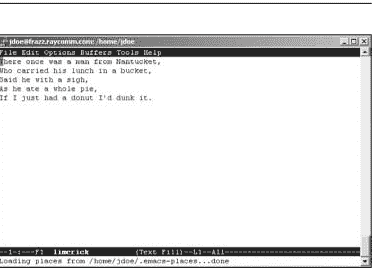 jdoe@frazz.raycomm.com: /home/jdoe
File Edit Options Buffers Tools Help
There once was a man from Nantucket,
Who carried his lunch in a bucket,
Said he with a sigh,
As he ate a whole pie,
If I just had a donut I'd dunk it.
--1-:---F1  limerick          (Text Fill)--L1--All----------------------------
Loading places from /home/jdoe/.emacs-places...done